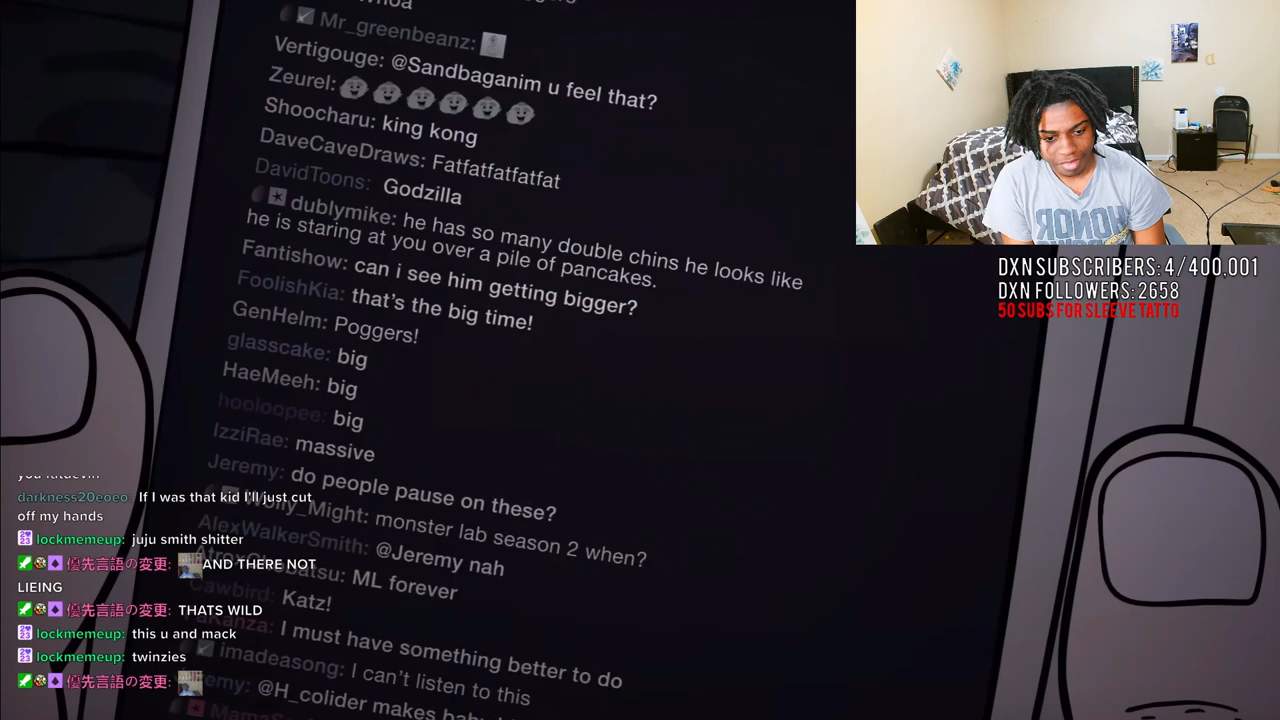 Mr_greenbeanz:
Vertigouge: @Sandbaganim u feel that?
Zeurel:
Shoocharu: king kong
DaveCaveDraws: Fatfatfatfatfat
DavidToons: Godzilla
dublymike: he has so many double chins he looks like
he is staring at you over a pile of pancakes.
Fantishow: can i see him getting bigger?
FoolishKia: that's the big time!
GenHelm: Poggers!
glasscake: big
HaeMeeh: big
hooloopee: big
IzziRae: massive
Jeremy: do people pause on these?
Molly_Might: monster lab season 2 when?
AlexWalkerSmith: @Jeremy nah
ML forever
Cawbird: Katz!
I must have something better to do
imadeasong: I can't listen to this
@H_colider makes
HONOR
DXN SUBSCRIBERS: 4/400,001
DXN FOLLOWERS: 2658
50 SUBS FOR SLEEVE TATTO
darkness20eoeo: If I was that kid I'll just cut
off my hands
lockmemeup: juju smith shitter
優先言語の変更: AND THERE NOT
LIEING
優先言語の変更: THATS WILD
lockmemeup: this u and mack
lockmemeup: twinzies
優先言語の変更: